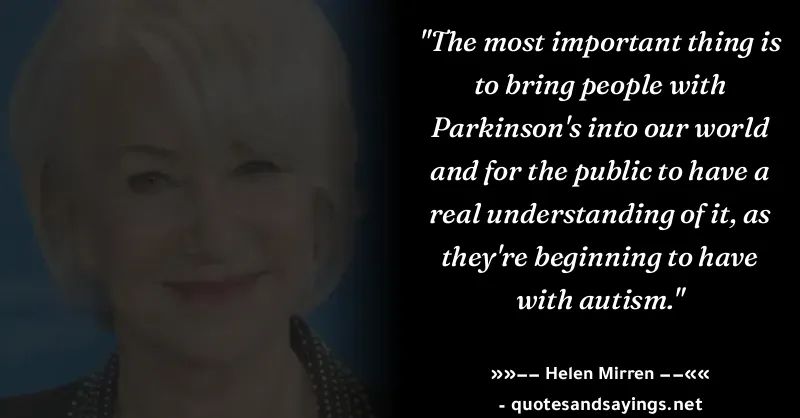 "The most important thing is
to bring people with
Parkinson's into our world
and for the public to have a
real understanding of it, as
they're beginning to have
with autism."
»»–– Helen Mirren ––««
- quotesandsayings.net